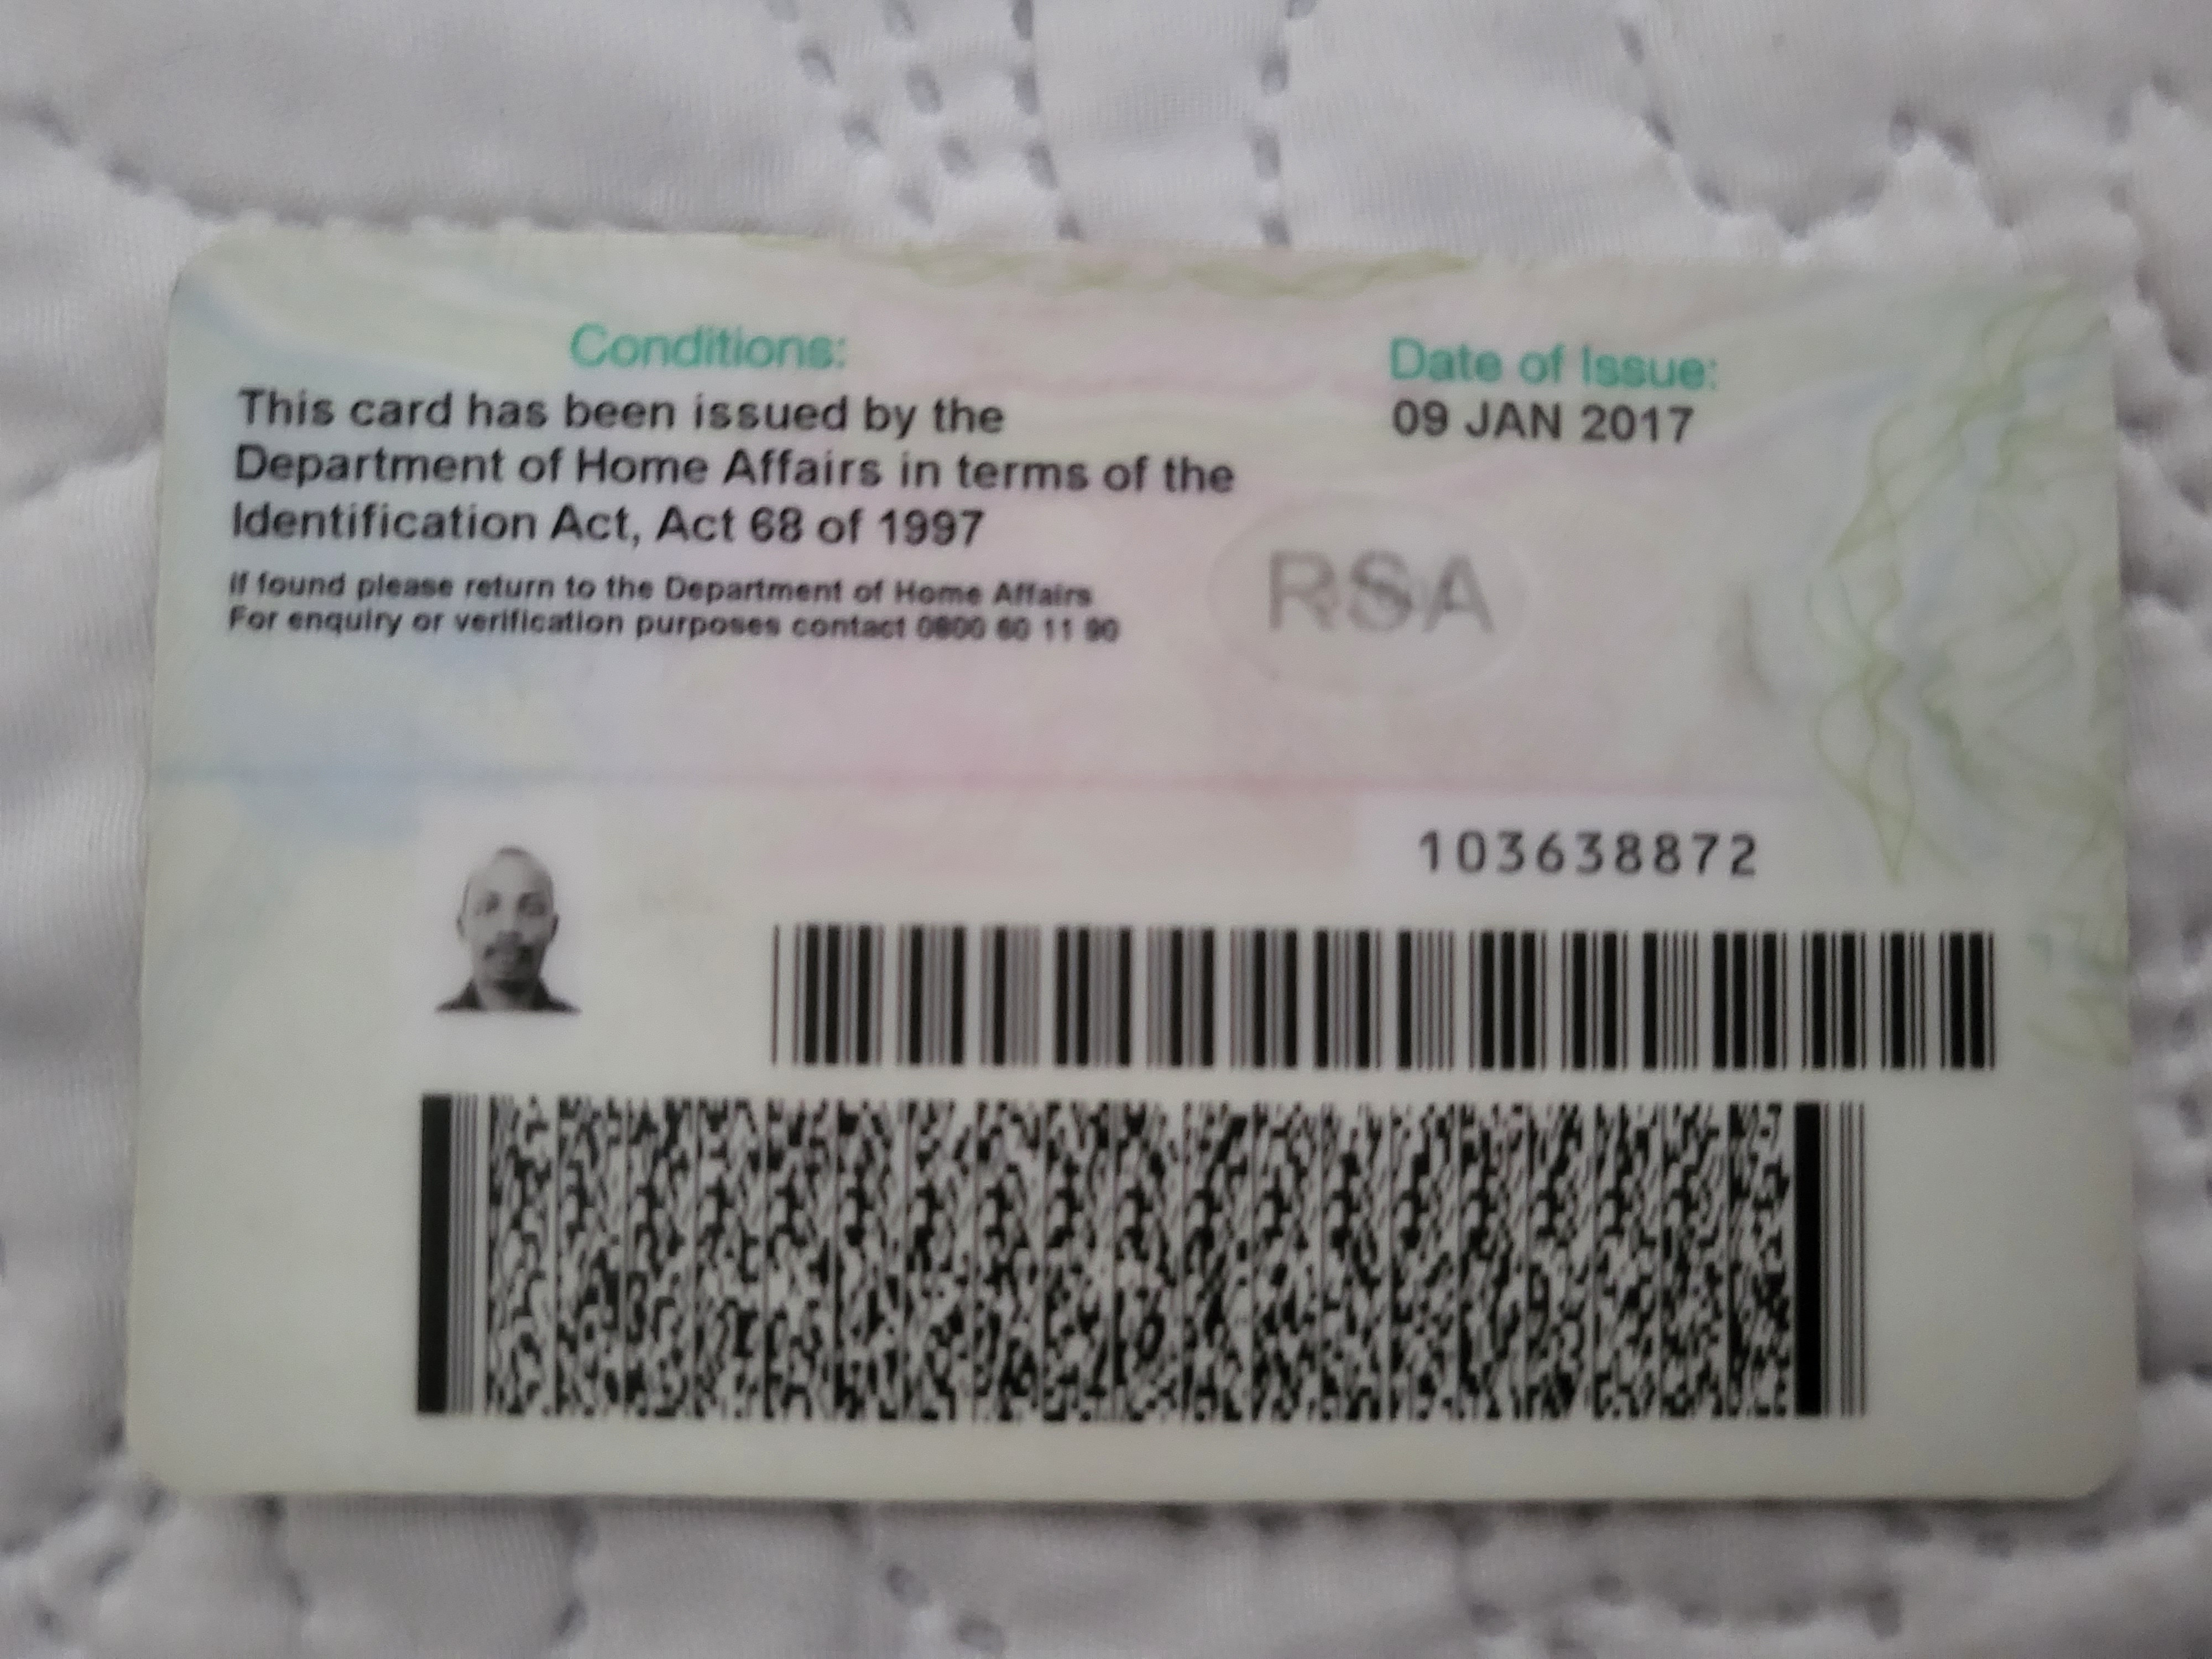 Conditions:
This card has been issued by the
Department of Home Affairs in terms of the
Identification Act, Act 68 of 1997
If found please return to the Department of Home Affairs
For enquiry or verification purposes contact 0800 60 11 90
Date of Issue:
09 JAN 2017
RSA
103638872